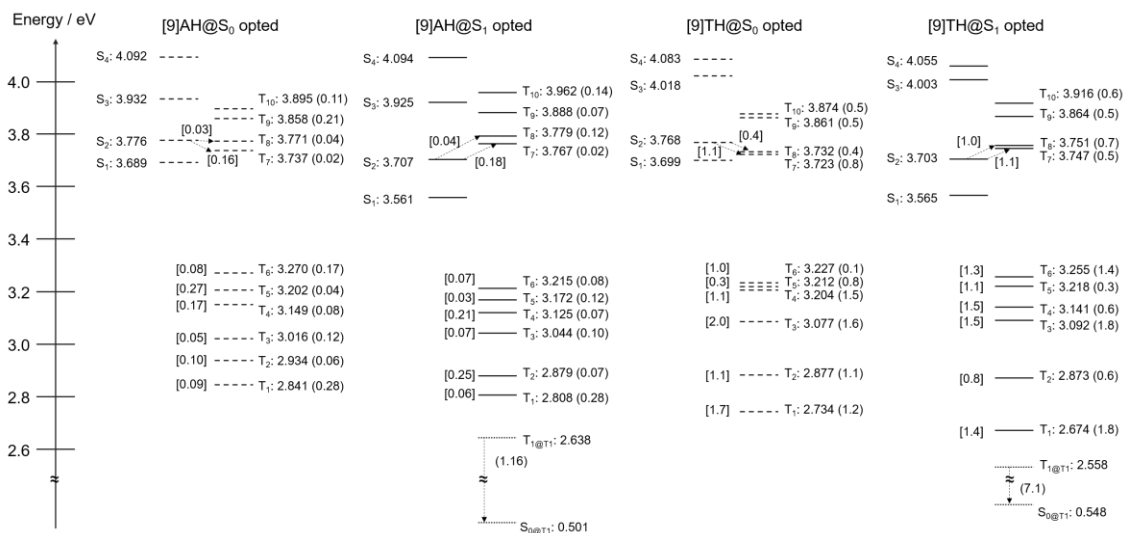 Energy / eV
4.0
3.8
3.6
3.4
3.2
3.0
2.8
2.6
≈
[9]AH@S₀ opted
S₄: 4.092
S₃: 3.932
S₂: 3.776
S₁: 3.689
[0.03]
[0.16]
T₁₀: 3.895 (0.11)
T₉: 3.858 (0.21)
T₈: 3.771 (0.04)
T₇: 3.737 (0.02)
[0.08] T₆: 3.270 (0.17)
[0.27] T₅: 3.202 (0.04)
[0.17] T₄: 3.149 (0.08)
[0.05] T₃: 3.016 (0.12)
[0.10] T₂: 2.934 (0.06)
[0.09] T₁: 2.841 (0.28)
[9]AH@S₁ opted
S₄: 4.094
S₃: 3.925
S₂: 3.707
S₁: 3.561
[0.04]
[0.18]
T₁₀: 3.962 (0.14)
T₉: 3.888 (0.07)
T₈: 3.779 (0.12)
T₇: 3.767 (0.02)
[0.07] T₆: 3.215 (0.08)
[0.03] T₅: 3.172 (0.12)
[0.21] T₄: 3.125 (0.07)
[0.07] T₃: 3.044 (0.10)
[0.25] T₂: 2.879 (0.07)
[0.06] T₁: 2.808 (0.28)
T₁@T₁: 2.638
(1.16)
≈
S₀@T₁: 0.501
[9]TH@S₀ opted
S₄: 4.083
S₃: 4.018
S₂: 3.768
S₁: 3.699
[0.4]
[1.1]
T₁₀: 3.874 (0.5)
T₉: 3.861 (0.5)
T₈: 3.732 (0.4)
T₇: 3.723 (0.8)
[1.0] T₆: 3.227 (0.1)
[0.3] T₅: 3.212 (0.8)
[1.1] T₄: 3.204 (1.5)
[2.0] T₃: 3.077 (1.6)
[1.1] T₂: 2.877 (1.1)
[1.7] T₁: 2.734 (1.2)
[9]TH@S₁ opted
S₄: 4.055
S₃: 4.003
S₂: 3.703
S₁: 3.565
[1.0]
[1.1]
T₁₀: 3.916 (0.6)
T₉: 3.864 (0.5)
T₈: 3.751 (0.7)
T₇: 3.747 (0.5)
[1.3] T₆: 3.255 (1.4)
[1.1] T₅: 3.218 (0.3)
[1.5] T₄: 3.141 (0.6)
[1.5] T₃: 3.092 (1.8)
[0.8] T₂: 2.873 (0.6)
[1.4] T₁: 2.674 (1.8)
T₁@T₁: 2.558
≈
(7.1)
S₀@T₁: 0.548